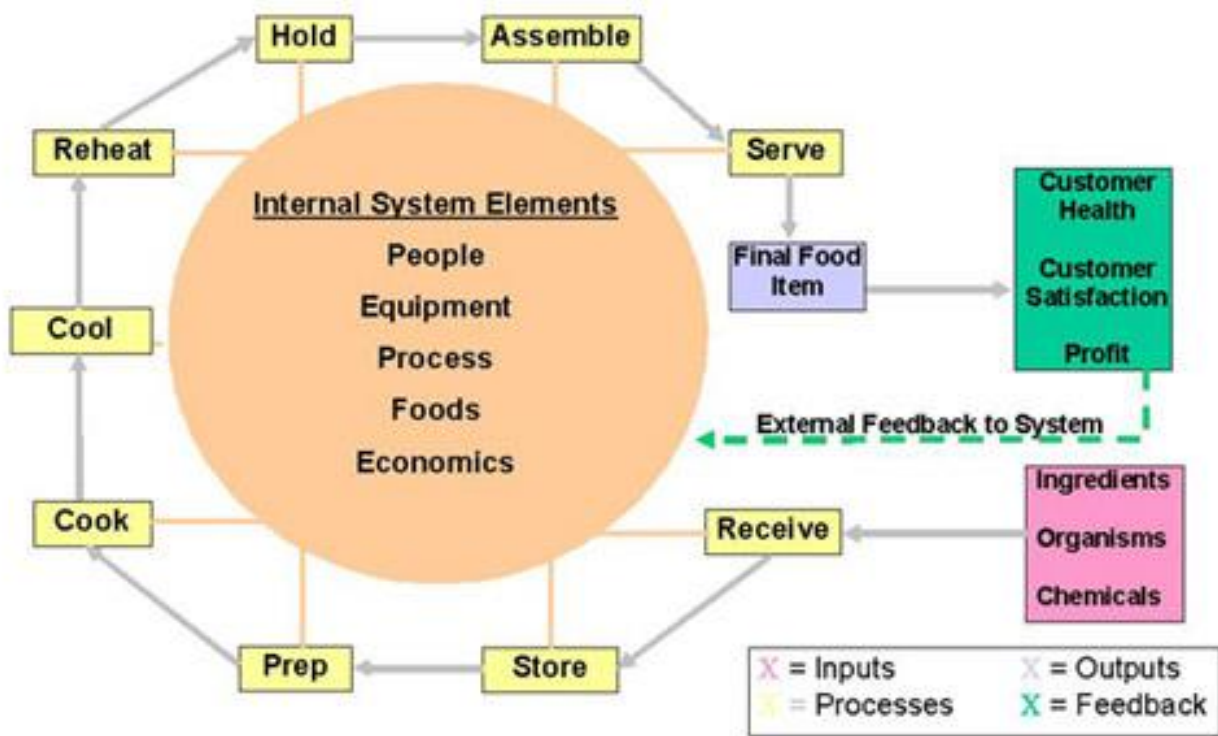 Hold
Assemble
Reheat
Serve
Customer
Health
Customer
Satisfaction
Profit
Internal System Elements
People
Equipment
Process
Foods
Economics
Final Food
Item
Cool
External Feedback to System
Cook
Receive
Ingredients
Organisms
Chemicals
Prep
Store
X = Inputs
X = Outputs
X = Processes
X = Feedback